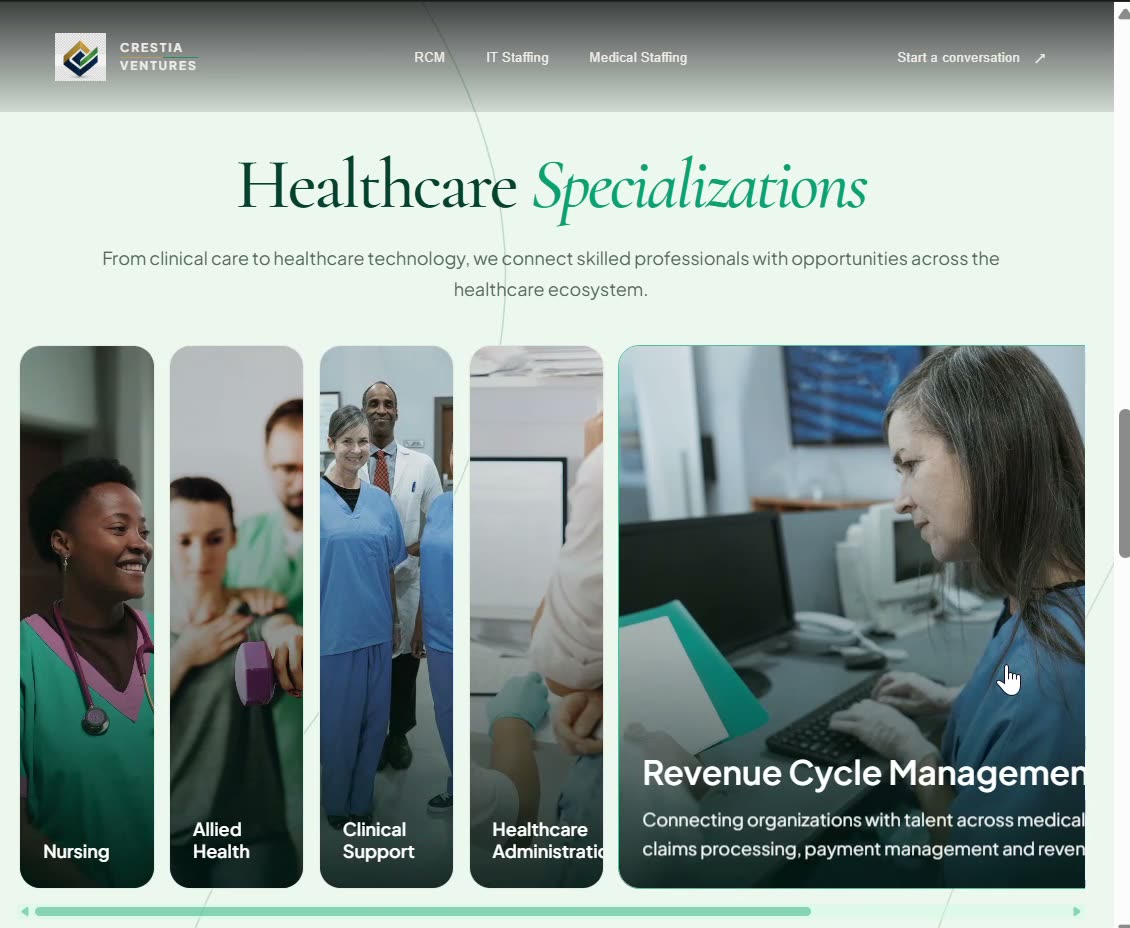 CRESTIA
VENTURES
RCM IT Staffing Medical Staffing Start a conversation ↗
Healthcare Specializations
From clinical care to healthcare technology, we connect skilled professionals with opportunities across the
healthcare ecosystem.
Nursing
Allied
Health
Clinical
Support
Healthcare
Administratio
Revenue Cycle Managemen
Connecting organizations with talent across medical
claims processing, payment management and reven